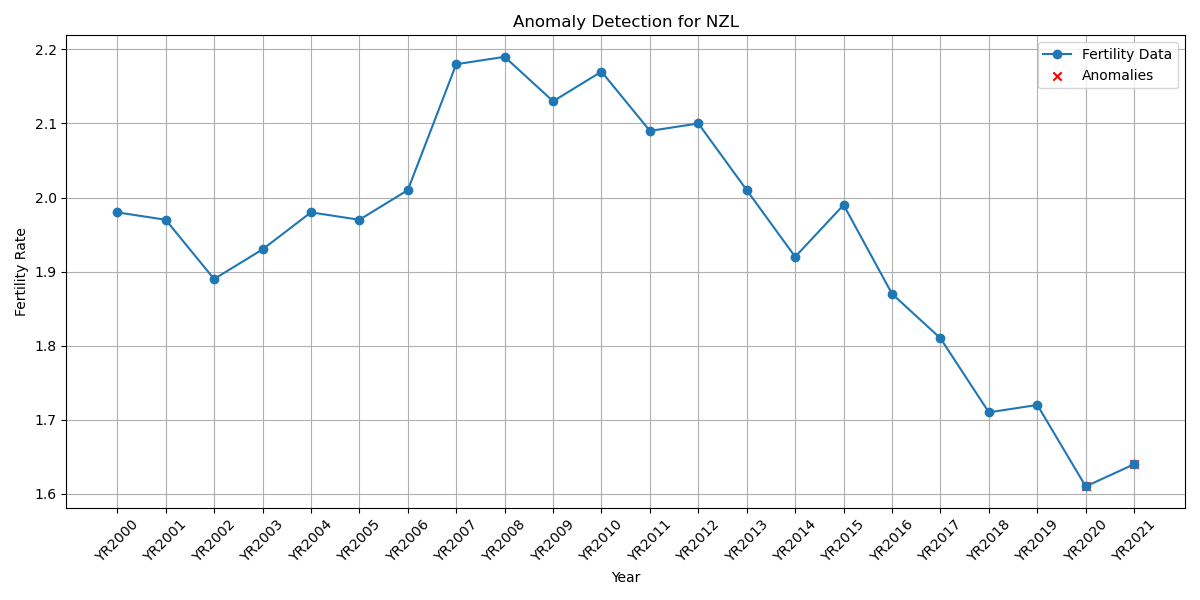 Anomaly Detection for NZL
Fertility Data
Anomalies
Fertility Rate
2.2
2.1
2.0
1.9
1.8
1.7
1.6
YR2000
YR2001
YR2002
YR2003
YR2004
YR2005
YR2006
YR2007
YR2008
YR2009
YR2010
YR2011
YR2012
YR2013
YR2014
YR2015
YR2016
YR2017
YR2018
YR2019
YR2020
YR2021
Year